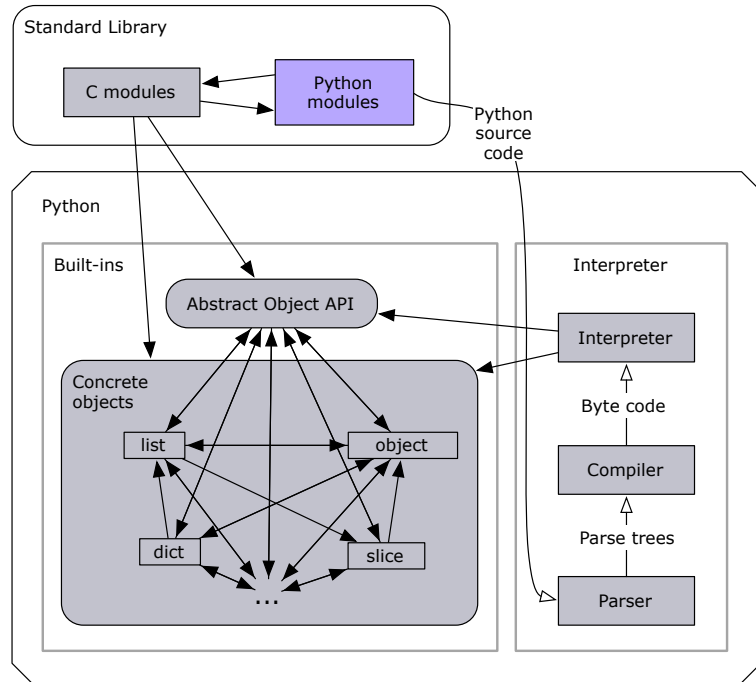 Standard Library
C modules
Python
modules
Python
source
code
Python
Built-ins
Interpreter
Abstract Object API
Interpreter
Concrete
objects
Byte code
list
object
Compiler
Parse trees
dict
slice
...
Parser